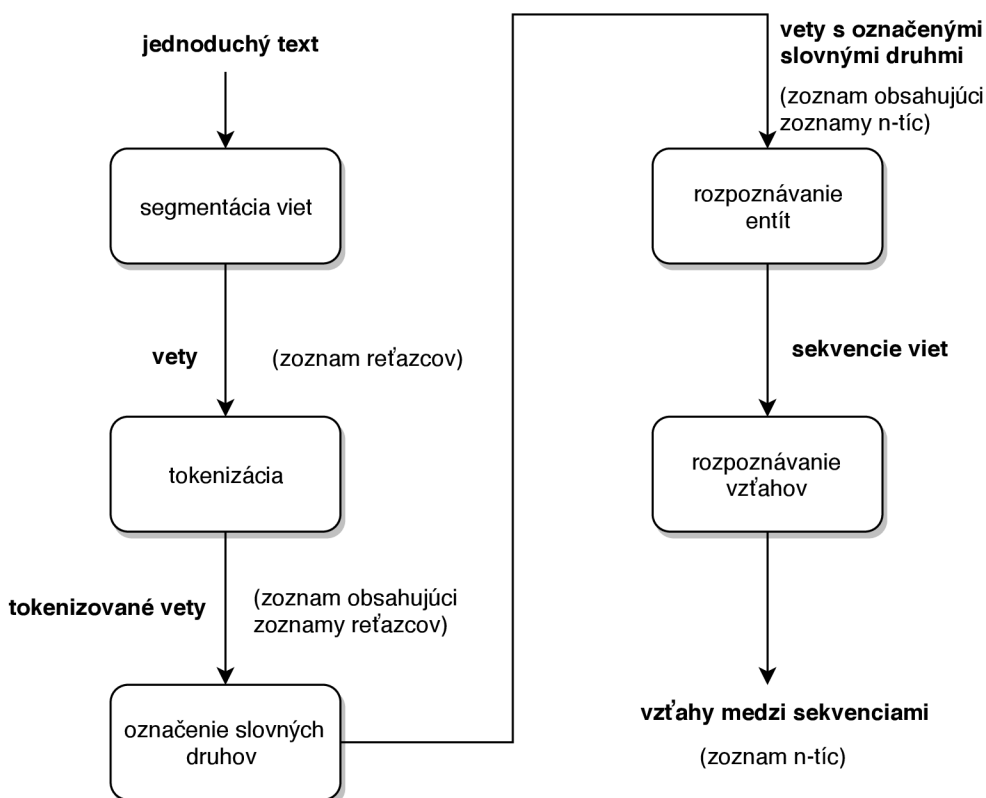 jednoduchý text
segmentácia viet
vety
(zoznam reťazcov)
tokenizácia
tokenizované vety
(zoznam obsahujúci
zoznamy reťazcov)
označenie slovných
druhov
vety s označenými
slovnými druhmi
(zoznam obsahujúci
zoznamy n-tíc)
rozpoznávanie
entít
sekvencie viet
rozpoznávanie
vzťahov
vzťahy medzi sekvenciami
(zoznam n-tíc)